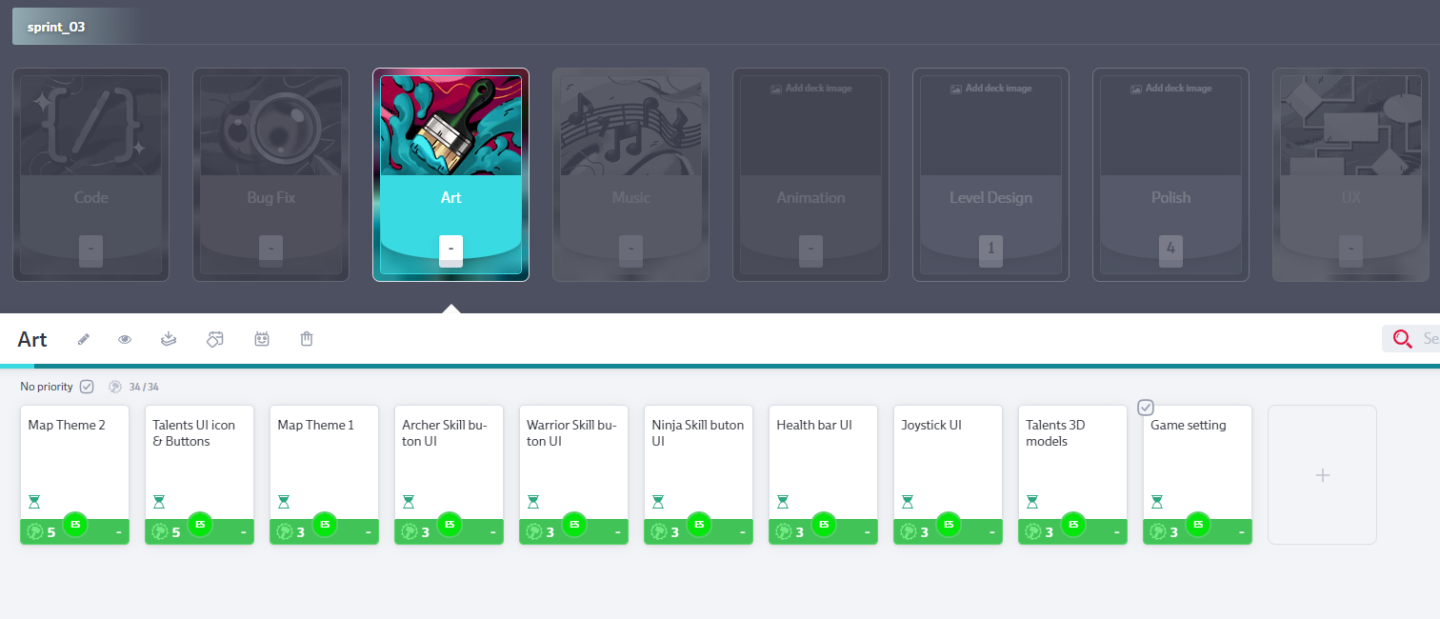 sprint_03
Add deck image
Add deck image
Add deck image
Code
Bug Fix
Art
Music
Animation
Level Design
Polish
UX
-
-
-
-
-
1
4
-
Art
Se
No priority 34 / 34
Map Theme 2
Talents UI icon
& Buttons
Map Theme 1
Archer Skill bu-
ton UI
Warrior Skill bu-
ton UI
Ninja Skill buton
UI
Health bar UI
Joystick UI
Talents 3D
models
Game setting
5 ES -
5 ES -
3 ES -
3 ES -
3 ES -
3 ES -
3 ES -
3 ES -
3 ES -
3 ES -